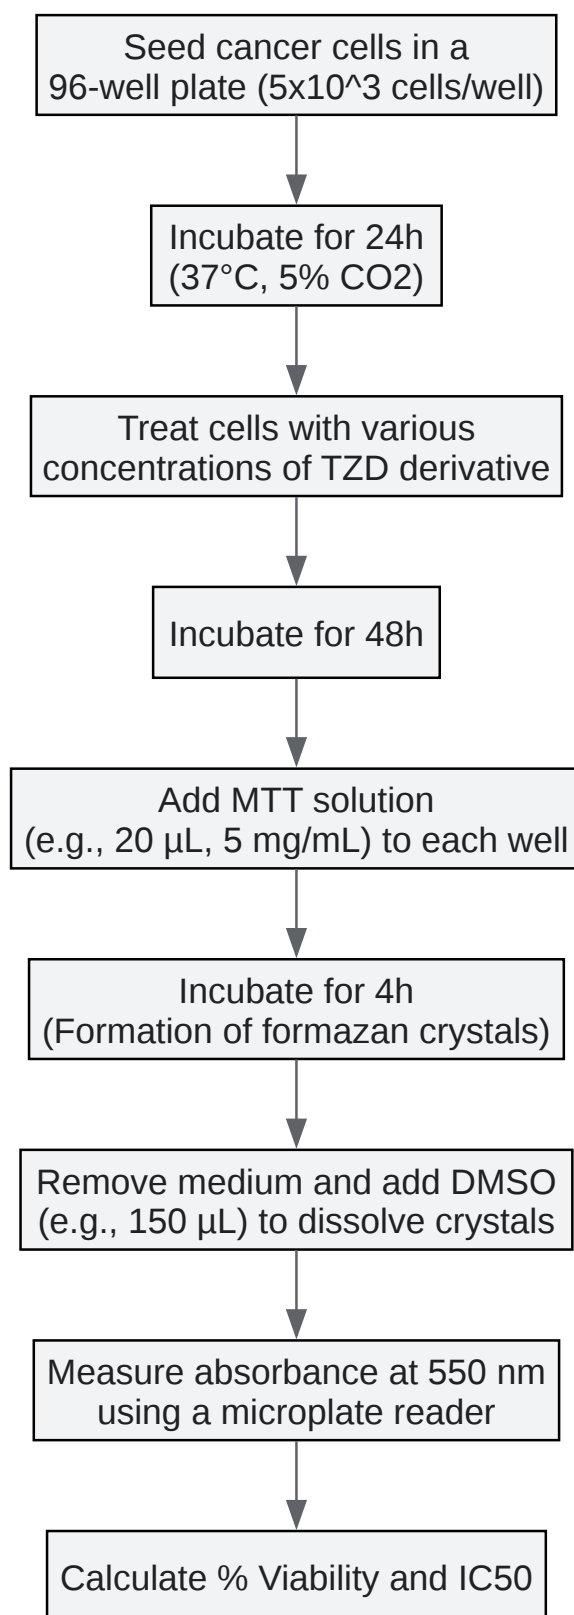 Seed cancer cells in a
96-well plate (5x10^3 cells/well)
Incubate for 24h
(37°C, 5% CO2)
Treat cells with various
concentrations of TZD derivative
Incubate for 48h
Add MTT solution
(e.g., 20 µL, 5 mg/mL) to each well
Incubate for 4h
(Formation of formazan crystals)
Remove medium and add DMSO
(e.g., 150 µL) to dissolve crystals
Measure absorbance at 550 nm
using a microplate reader
Calculate % Viability and IC50